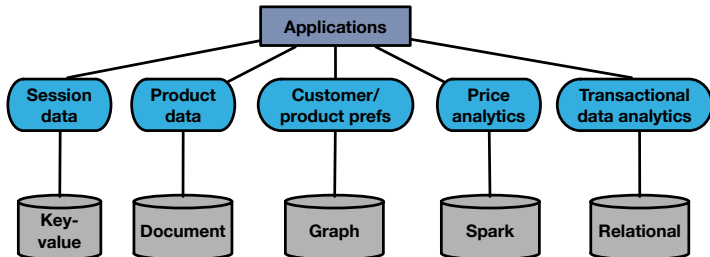 Applications
Session
data
Product
data
Customer/
product prefs
Price
analytics
Transactional
data analytics
Key-
value
Document
Graph
Spark
Relational